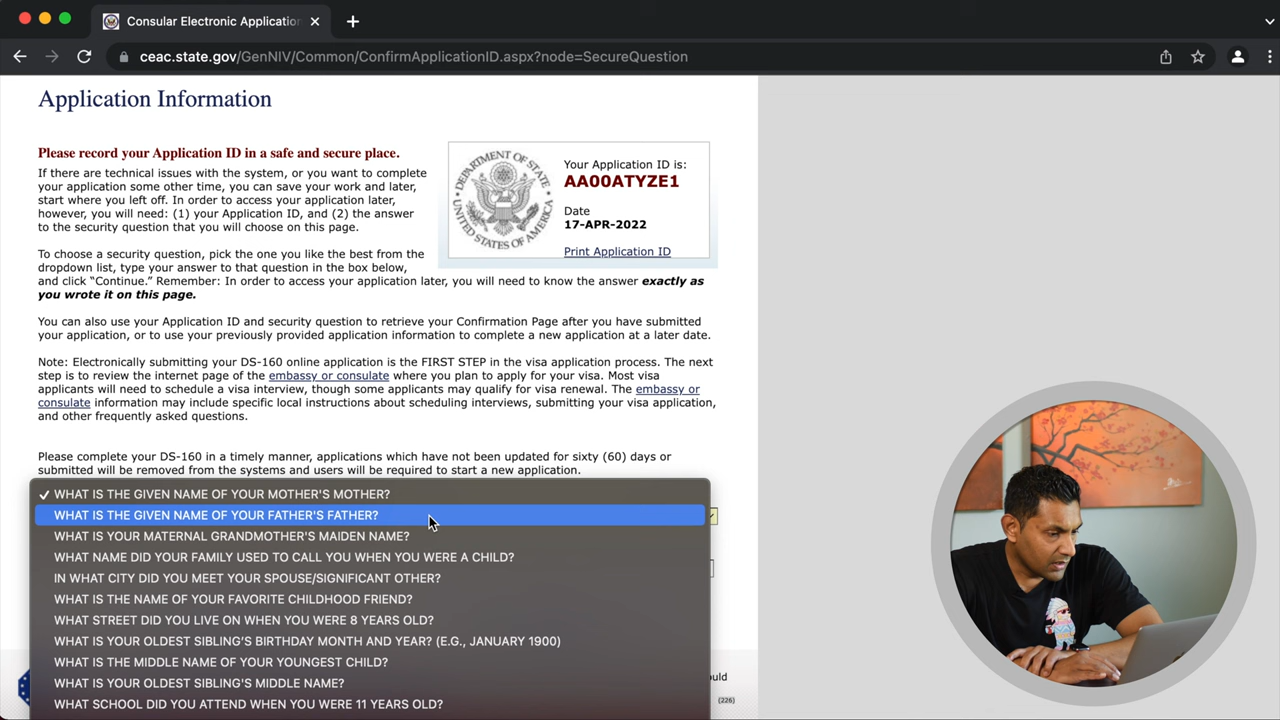 Consular Electronic Application
ceac.state.gov/GenNIV/Common/ConfirmApplicationID.aspx?node=SecureQuestion
Application Information
Please record your Application ID in a safe and secure place.
If there are technical issues with the system, or you want to complete
your application some other time, you can save your work and later,
start where you left off. In order to access your application later,
however, you will need: (1) your Application ID, and (2) the answer
to the security question that you will choose on this page.
DEPARTMENT OF STATE
UNITED STATES OF AMERICA
Your Application ID is:
AA00ATYZE1
Date
17-APR-2022
Print Application ID
To choose a security question, pick the one you like the best from the
dropdown list, type your answer to that question in the box below,
and click “Continue.” Remember: In order to access your application later, you will need to know the answer exactly as
you wrote it on this page.
You can also use your Application ID and security question to retrieve your Confirmation Page after you have submitted
your application, or to use your previously provided application information to complete a new application at a later date.
Note: Electronically submitting your DS-160 online application is the FIRST STEP in the visa application process. The next
step is to review the internet page of the embassy or consulate where you plan to apply for your visa. Most visa
applicants will need to schedule a visa interview, though some applicants may qualify for visa renewal. The embassy or
consulate information may include specific local instructions about scheduling interviews, submitting your visa application,
and other frequently asked questions.
Please complete your DS-160 in a timely manner, applications which have not been updated for sixty (60) days or
submitted will be removed from the systems and users will be required to start a new application.
✓ WHAT IS THE GIVEN NAME OF YOUR MOTHER'S MOTHER?
WHAT IS THE GIVEN NAME OF YOUR FATHER'S FATHER?
WHAT IS YOUR MATERNAL GRANDMOTHER'S MAIDEN NAME?
WHAT NAME DID YOUR FAMILY USED TO CALL YOU WHEN YOU WERE A CHILD?
IN WHAT CITY DID YOU MEET YOUR SPOUSE/SIGNIFICANT OTHER?
WHAT IS THE NAME OF YOUR FAVORITE CHILDHOOD FRIEND?
WHAT STREET DID YOU LIVE ON WHEN YOU WERE 8 YEARS OLD?
WHAT IS YOUR OLDEST SIBLING'S BIRTHDAY MONTH AND YEAR? (E.G., JANUARY 1900)
WHAT IS THE MIDDLE NAME OF YOUR YOUNGEST CHILD?
WHAT IS YOUR OLDEST SIBLING'S MIDDLE NAME?
WHAT SCHOOL DID YOU ATTEND WHEN YOU WERE 11 YEARS OLD?
ould
(226)